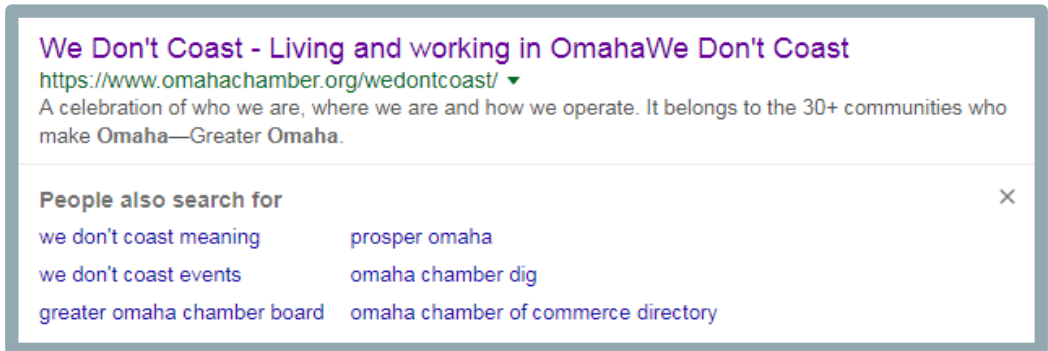 We Don't Coast - Living and working in OmahaWe Don't Coast
https://www.omahachamber.org/wedontcoast/
A celebration of who we are, where we are and how we operate. It belongs to the 30+ communities who
make Omaha—Greater Omaha.
People also search for
we don't coast meaning prosper omaha
we don't coast events omaha chamber dig
greater omaha chamber board omaha chamber of commerce directory